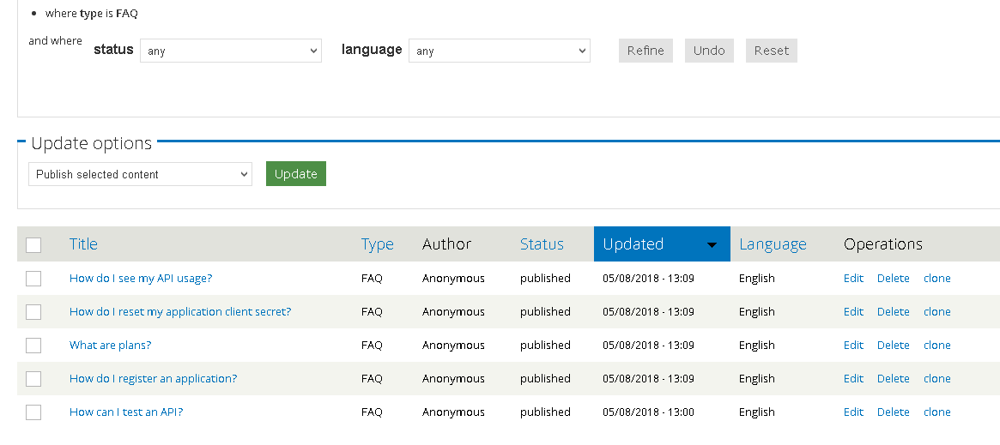 where type is FAQ
and where status any language any Refine Undo Reset
Update options
Publish selected content Update
Title Type Author Status Updated Language Operations
How do I see my API usage? FAQ Anonymous published 05/08/2018 - 13:09 English Edit Delete clone
How do I reset my application client secret? FAQ Anonymous published 05/08/2018 - 13:09 English Edit Delete clone
What are plans? FAQ Anonymous published 05/08/2018 - 13:09 English Edit Delete clone
How do I register an application? FAQ Anonymous published 05/08/2018 - 13:09 English Edit Delete clone
How can I test an API? FAQ Anonymous published 05/08/2018 - 13:00 English Edit Delete clone